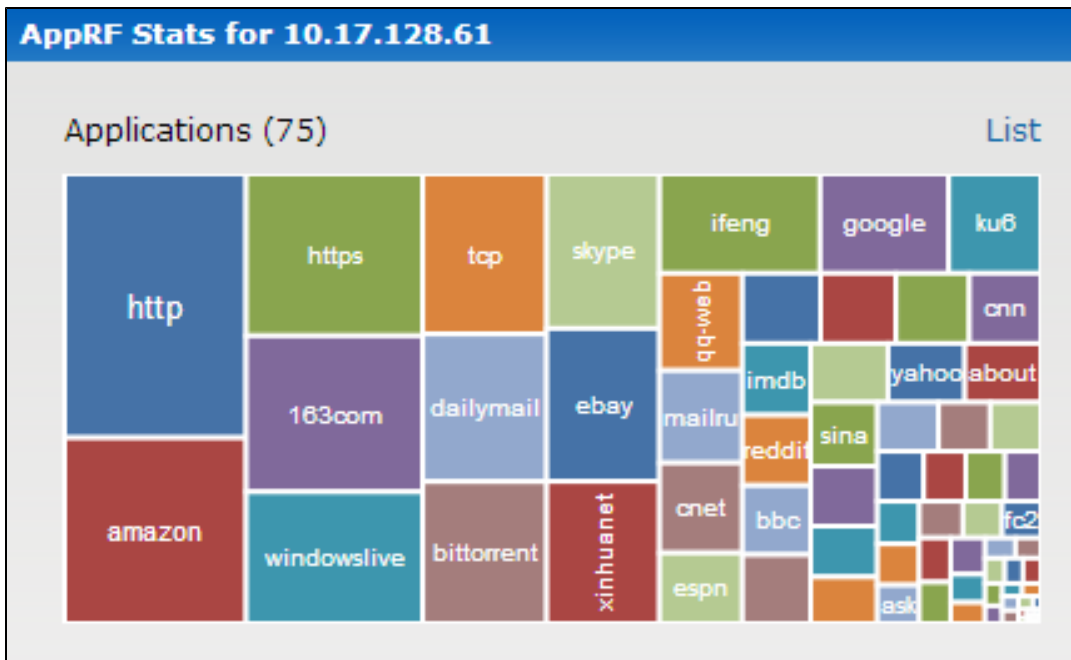 AppRF Stats for 10.17.128.61
Applications (75)
List
http
https
tcp
skype
ifeng
google
ku6
qq-web
cnn
163com
dailymail
ebay
mailru
imdb
yahoo
about
reddit
sina
amazon
windowslive
bittorrent
xinhuanet
cnet
bbc
fc2
espn
ask